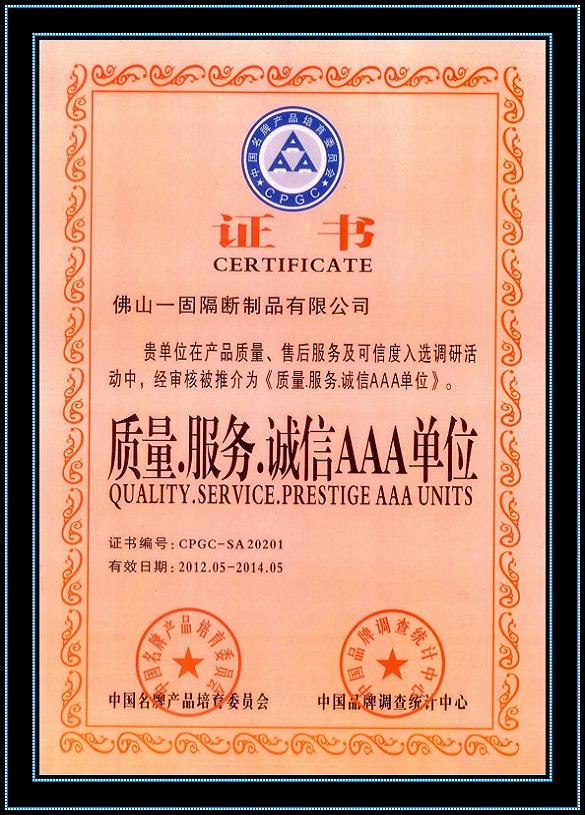 中国名牌产品培育委员会
AAA
★CPGC★
证 书
CERTIFICATE
佛山一固隔断制品有限公司
贵单位在产品质量、售后服务及可信度入选调研活
动中，经审核被推介为《质量.服务.诚信AAA单位》。
质量.服务.诚信AAA单位
QUALITY.SERVICE.PRESTIGE AAA UNITS
证书编号: CPGC-SA20201
有效日期: 2012.05-2014.05
中国名牌产品培育委员会
中国品牌调查统计中心
中国名牌产品培育委员会
中国品牌调查统计中心